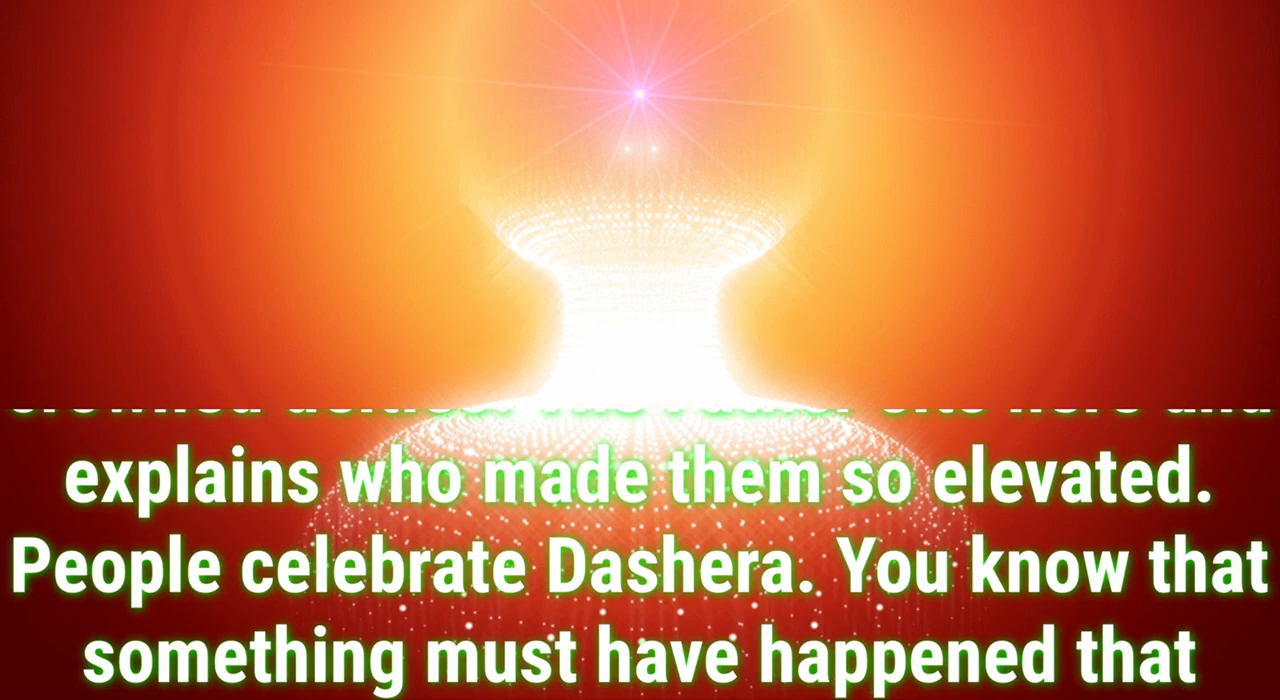 explains who made them so elevated.
People celebrate Dashera. You know that
something must have happened that